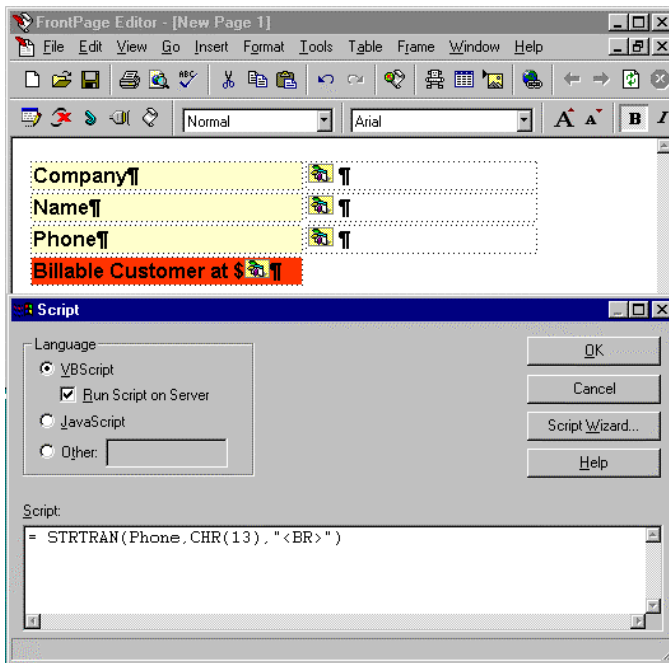 FrontPage Editor - [New Page 1]
File Edit View Go Insert Format Tools Table Frame Window Help
ABC
Normal Arial A A B I
Company¶ ¶
Name¶ ¶
Phone¶ ¶
Billable Customer at $ ¶
Script
Language
VBScript
Run Script on Server
JavaScript
Other:
OK
Cancel
Script Wizard...
Help
Script:
= STRTRAN(Phone,CHR(13),"<BR>")